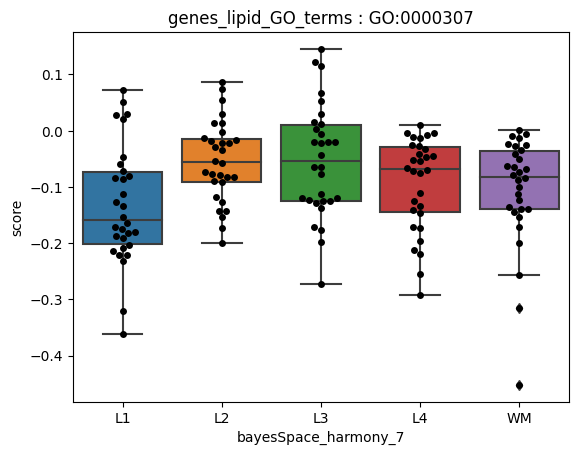 genes_lipid_GO_terms : GO:0000307
0.1
0.0
−0.1
−0.2
−0.3
−0.4
score
L1 L2 L3 L4 WM
bayesSpace_harmony_7